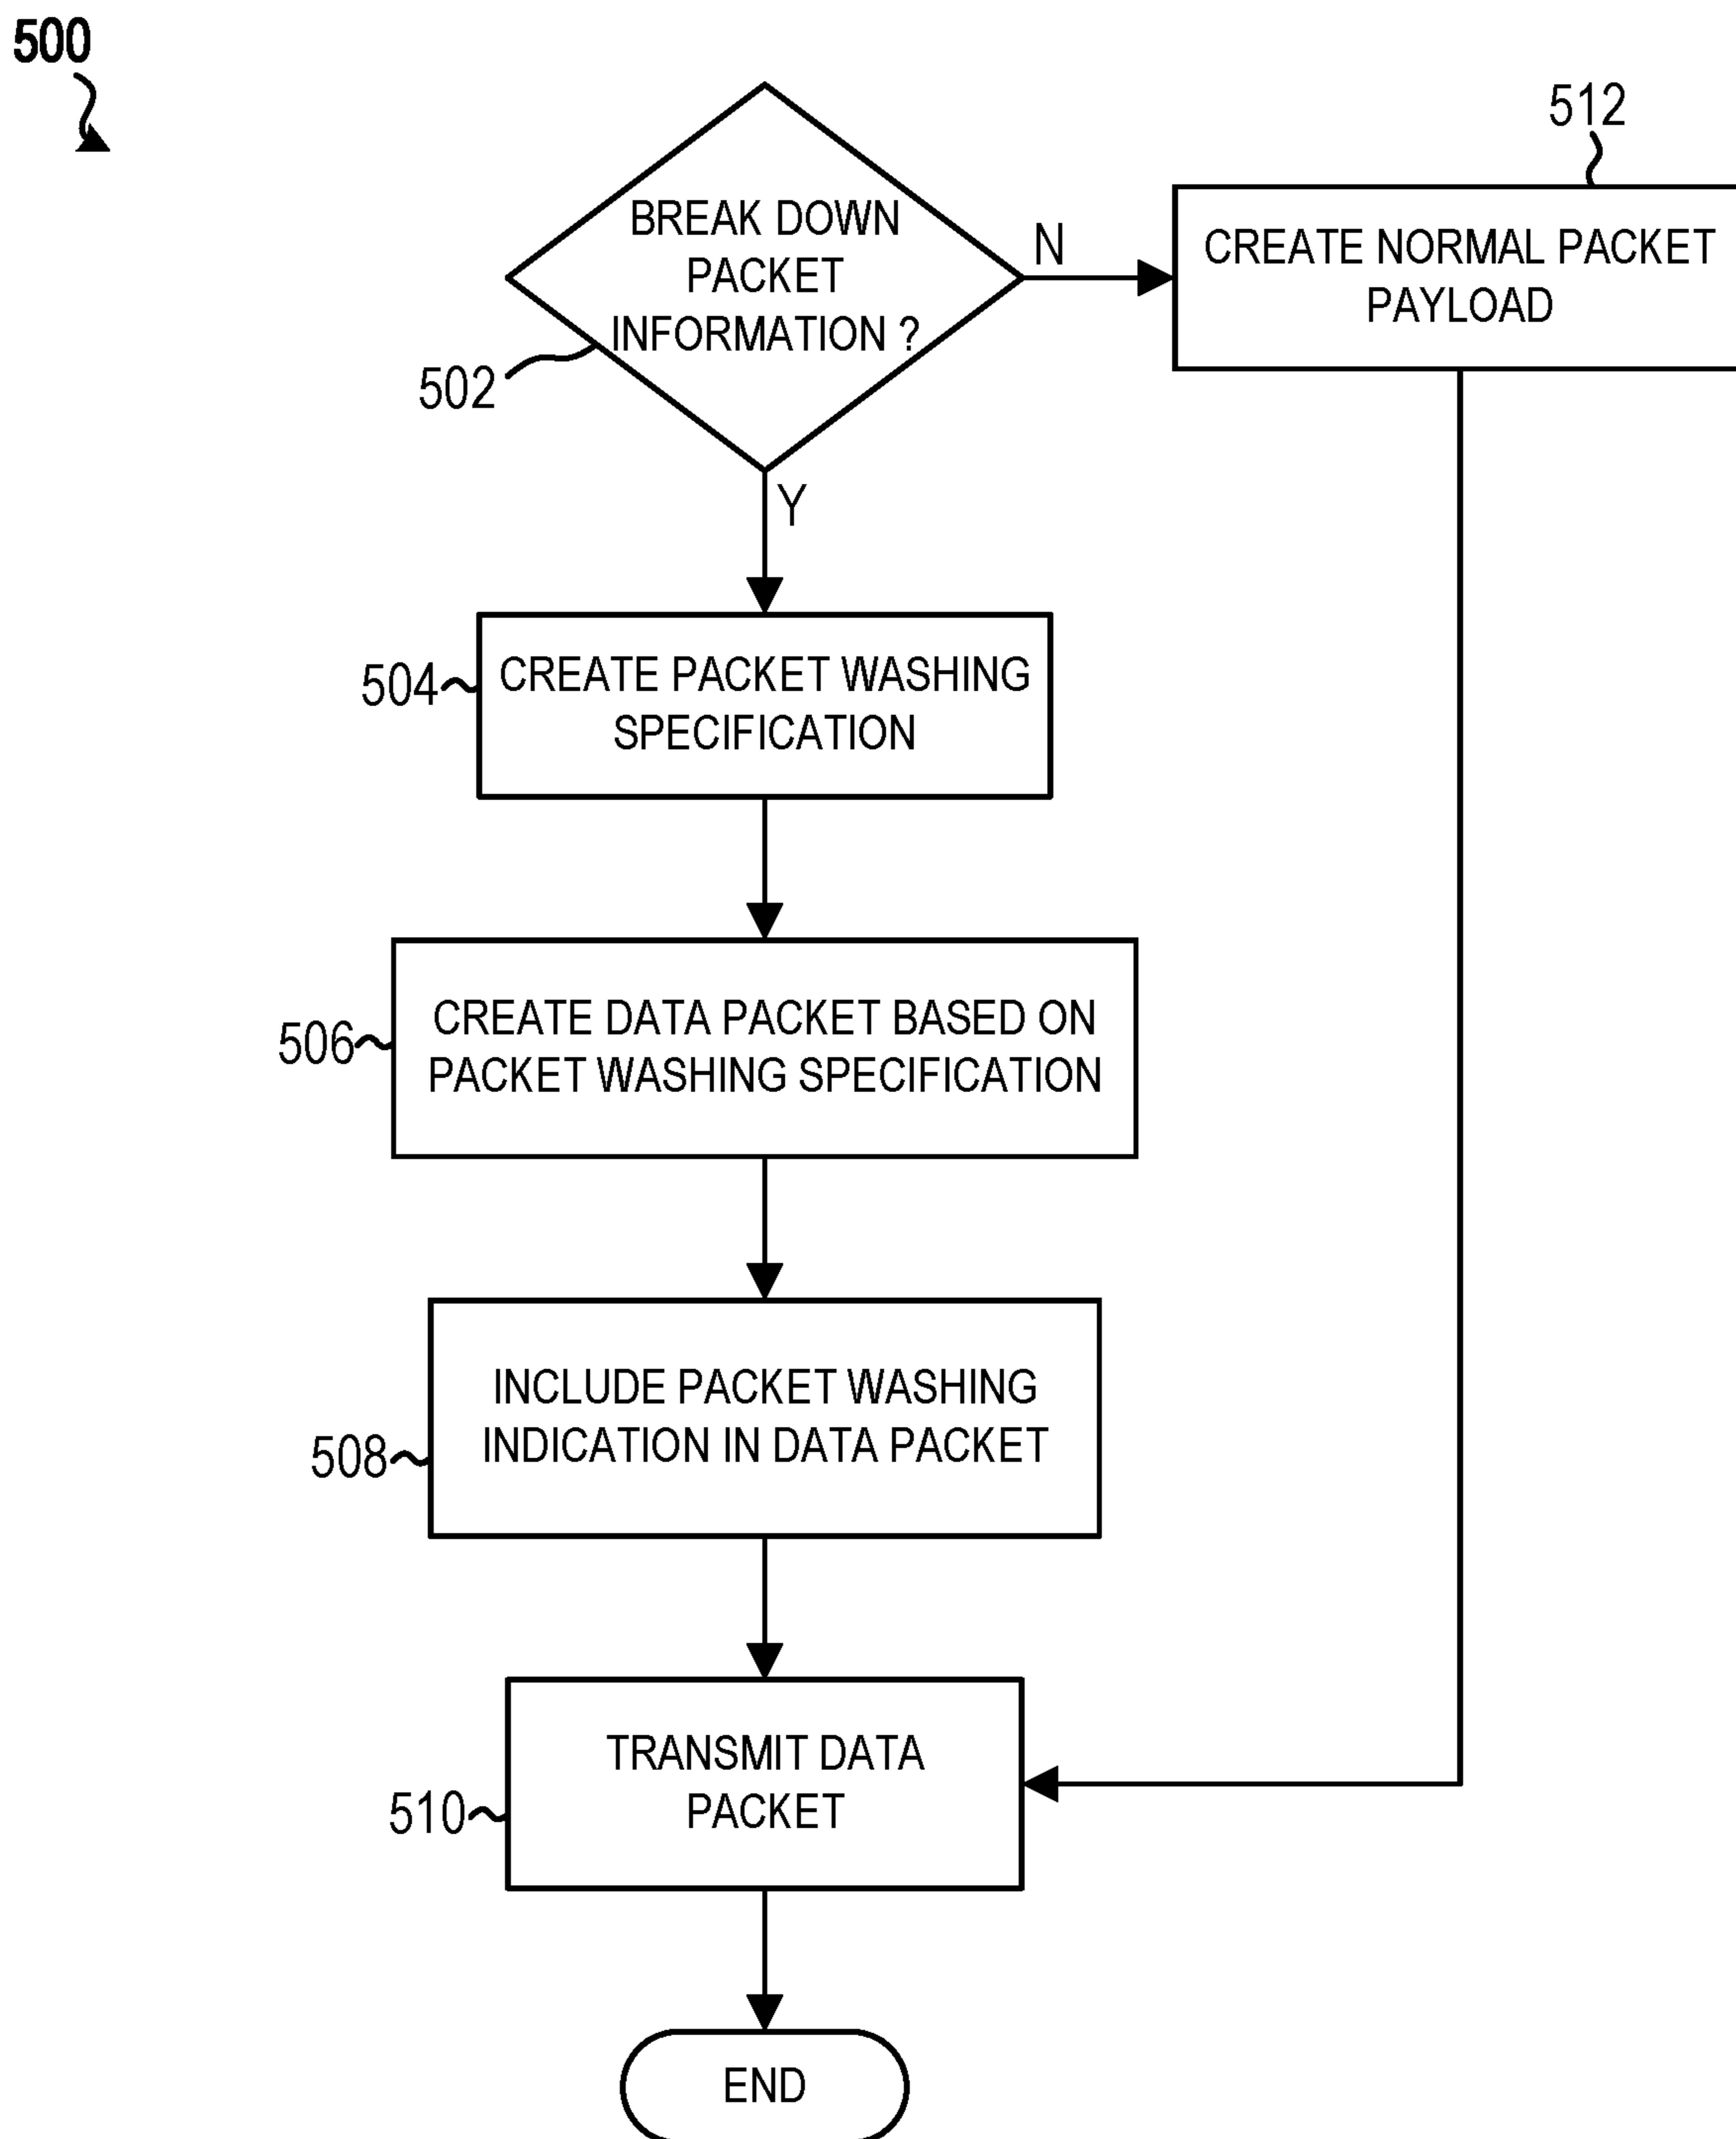 500
BREAK DOWN
PACKET
INFORMATION ?
502
N
512
CREATE NORMAL PACKET
PAYLOAD
Y
504
CREATE PACKET WASHING
SPECIFICATION
506
CREATE DATA PACKET BASED ON
PACKET WASHING SPECIFICATION
508
INCLUDE PACKET WASHING
INDICATION IN DATA PACKET
510
TRANSMIT DATA
PACKET
END